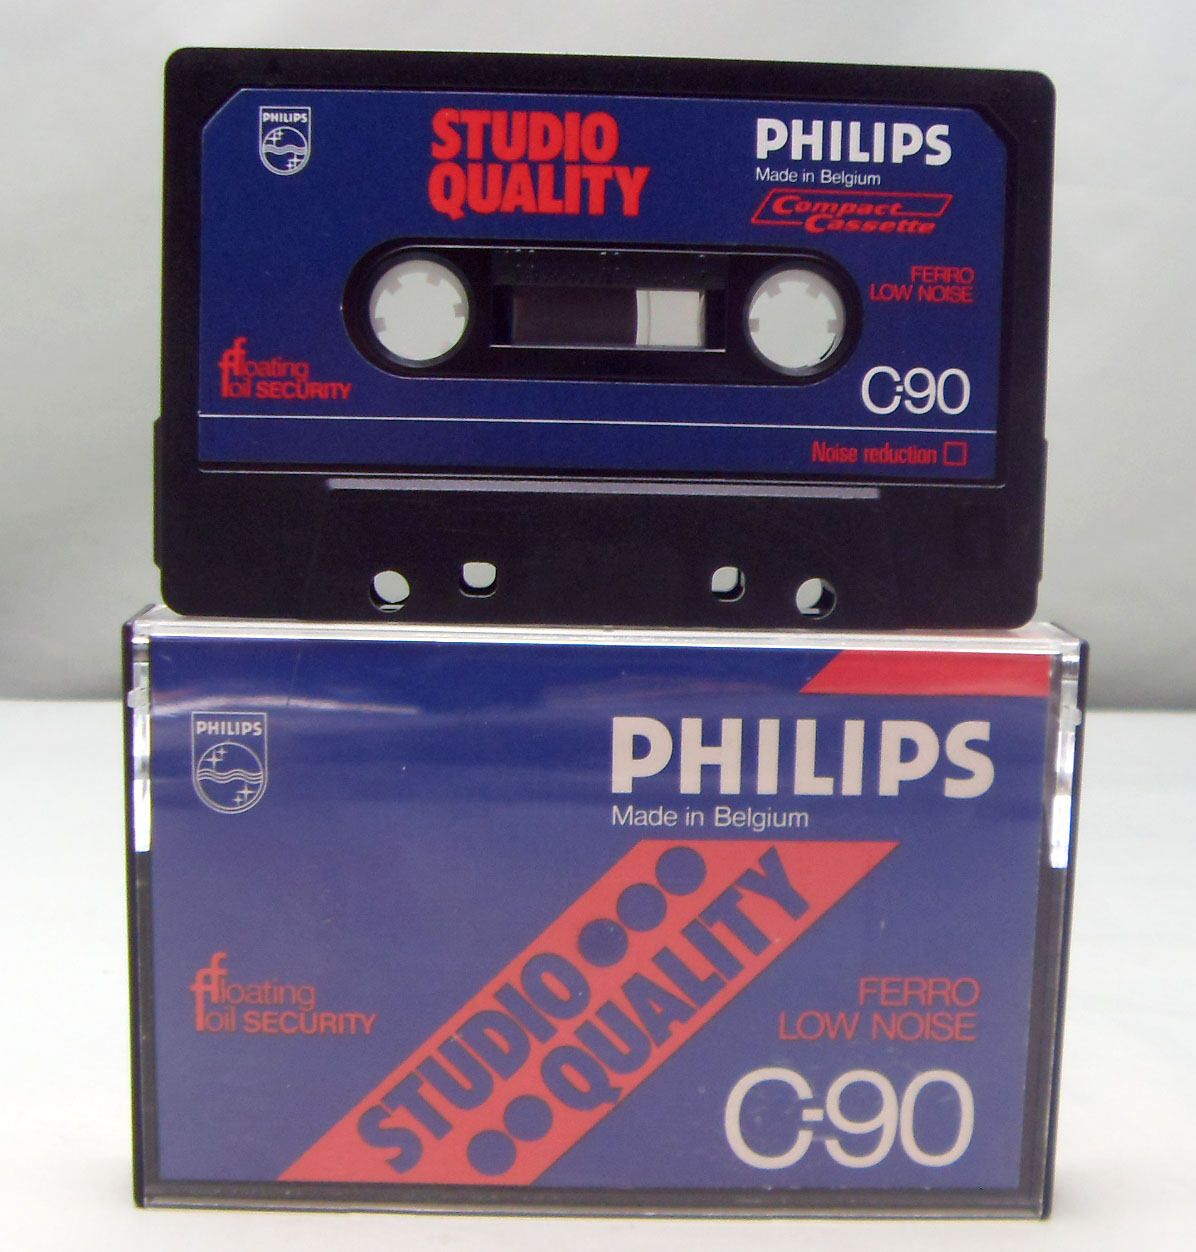 PHILIPS
STUDIO
QUALITY
PHILIPS
Made in Belgium
Compact
Cassette
FERRO
LOW NOISE
floating
foil SECURITY
C-90
Noise reduction
PHILIPS
PHILIPS
Made in Belgium
STUDIO
QUALITY
floating
foil SECURITY
FERRO
LOW NOISE
C-90